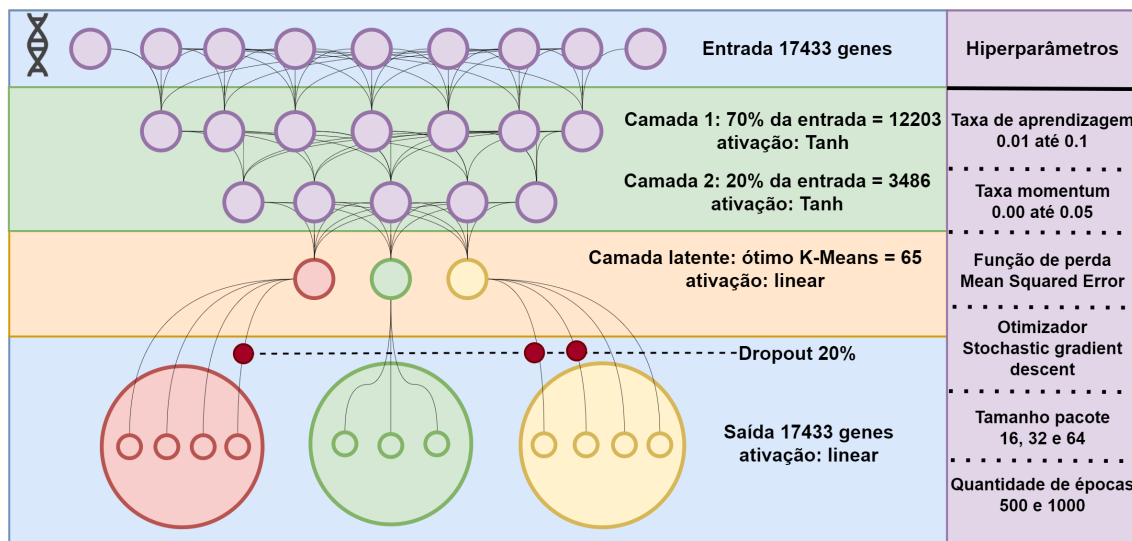 Entrada 17433 genes
Camada 1: 70% da entrada = 12203
ativação: Tanh
Camada 2: 20% da entrada = 3486
ativação: Tanh
Camada latente: ótimo K-Means = 65
ativação: linear
Dropout 20%
Saída 17433 genes
ativação: linear
Hiperparâmetros
Taxa de aprendizagem
0.01 até 0.1
Taxa momentum
0.00 até 0.05
Função de perda
Mean Squared Error
Otimizador
Stochastic gradient
descent
Tamanho pacote
16, 32 e 64
Quantidade de épocas
500 e 1000